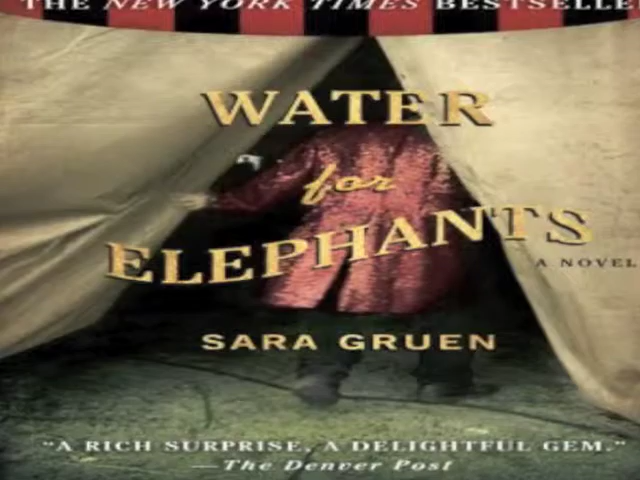 THE NEW YORK TIMES BESTSELLER
WATER
for
ELEPHANTS
A NOVEL
SARA GRUEN
"A RICH SURPRISE, A DELIGHTFUL GEM."
—The Denver Post